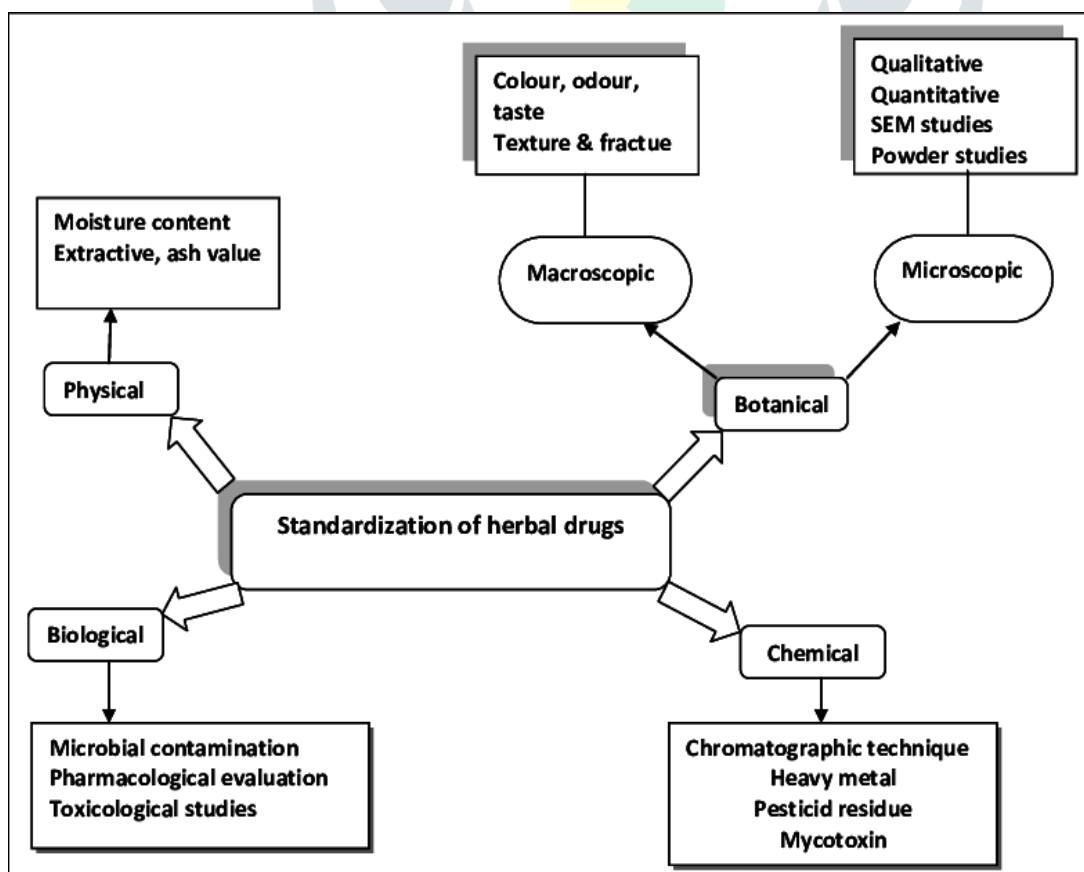 Colour, odour,
taste
Texture & fractue
Qualitative
Quantitative
SEM studies
Powder studies
Moisture content
Extractive, ash value
Macroscopic
Microscopic
Physical
Botanical
Standardization of herbal drugs
Biological
Chemical
Microbial contamination
Pharmacological evaluation
Toxicological studies
Chromatographic technique
Heavy metal
Pesticid residue
Mycotoxin